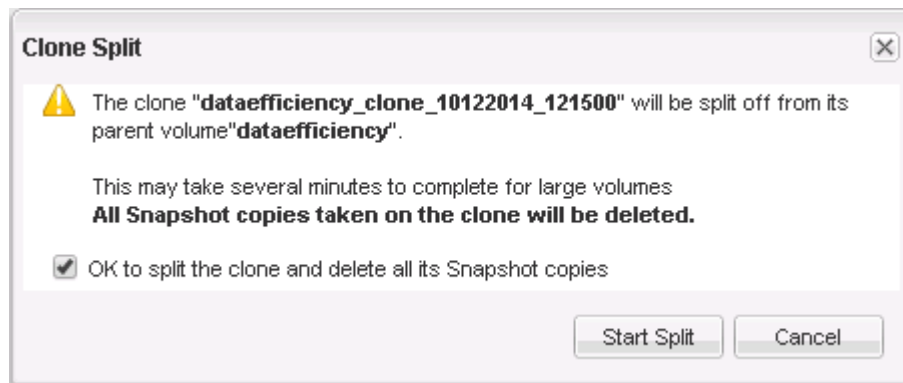 Clone Split
The clone "dataefficiency_clone_10122014_121500" will be split off from its
parent volume"dataefficiency".
This may take several minutes to complete for large volumes
All Snapshot copies taken on the clone will be deleted.
OK to split the clone and delete all its Snapshot copies
Start Split Cancel